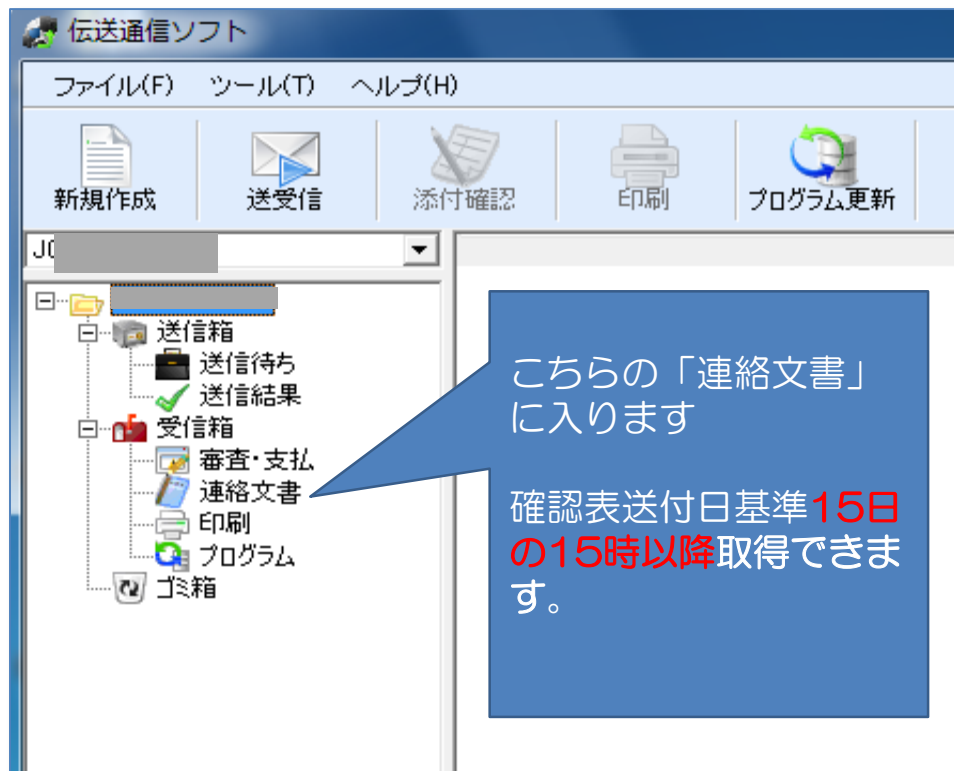 伝送通信ソフト
ファイル(F) ツール(T) ヘルプ(H)
新規作成 送受信 添付確認 印刷 プログラム更新
送信箱
送信待ち
送信結果
受信箱
審査・支払
連絡文書
印刷
プログラム
ゴミ箱
こちらの「連絡文書」
に入ります
確認表送付日基準15日
の15時以降取得できま
す。